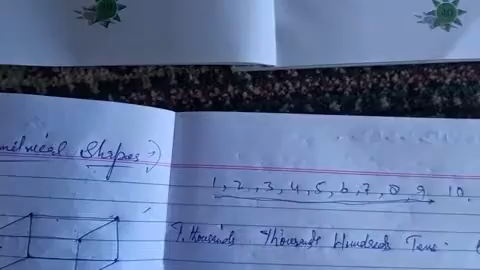 Shapes :)
1, 2, 3, 4, 5, 6, 7, 8, 9, 10,
T.thousands Thousands Hundreds Tens